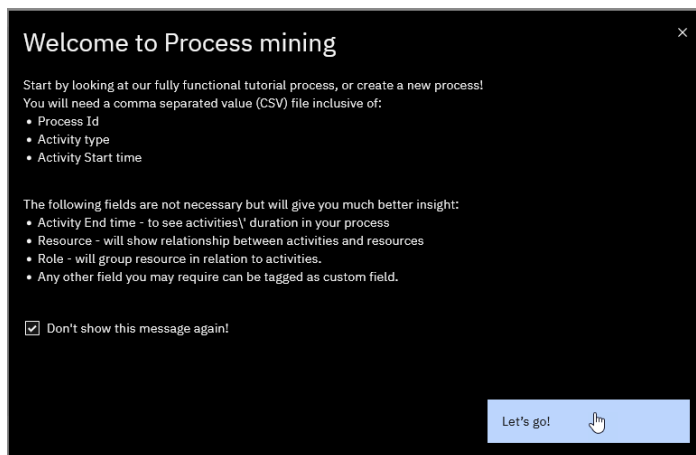 Welcome to Process mining
Start by looking at our fully functional tutorial process, or create a new process!
You will need a comma separated value (CSV) file inclusive of:
• Process Id
• Activity type
• Activity Start time
The following fields are not necessary but will give you much better insight:
• Activity End time - to see activities\' duration in your process
• Resource - will show relationship between activities and resources
• Role - will group resource in relation to activities.
• Any other field you may require can be tagged as custom field.
Don't show this message again!
Let's go!